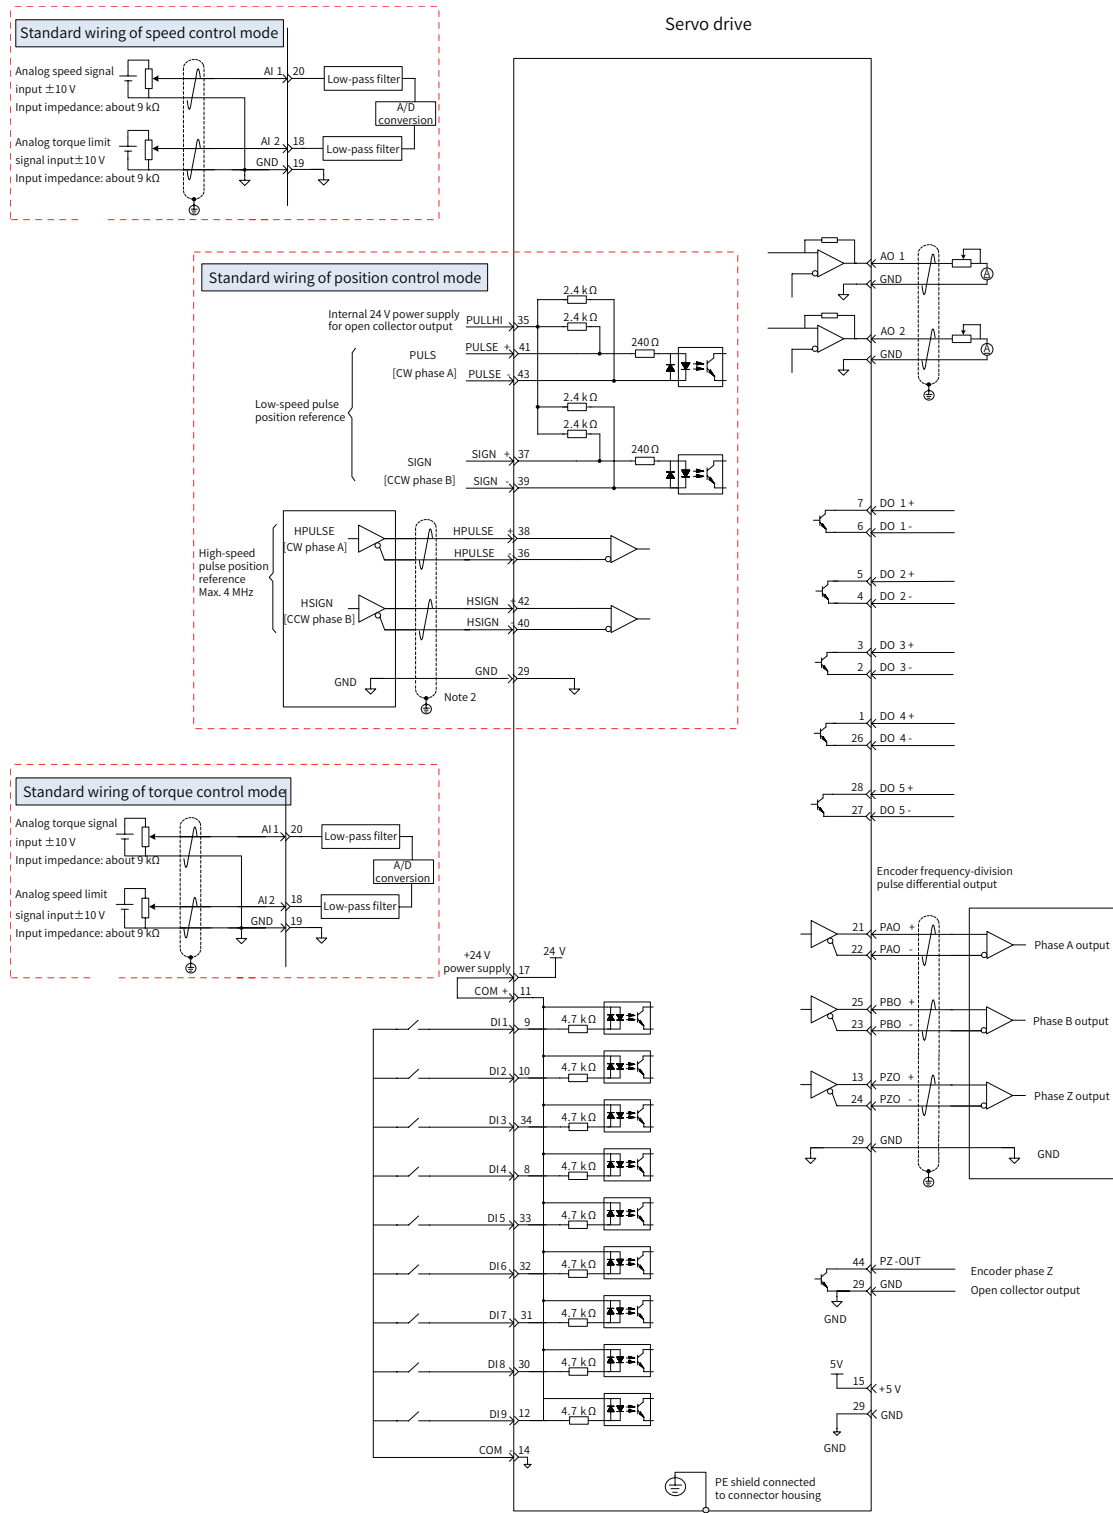 Servo drive
Standard wiring of speed control mode
Analog speed signal
input ±10 V
Input impedance: about 9 kΩ
AI 1
20
Low-pass filter
A/D
conversion
Analog torque limit
signal input±10 V
Input impedance: about 9 kΩ
AI 2
18
Low-pass filter
GND
19
Standard wiring of position control mode
Internal 24 V power supply
for open collector output
PULLHI
35
2.4 kΩ
2.4 kΩ
PULS
[CW phase A]
PULSE +
41
240 Ω
PULSE -
43
Low-speed pulse
position reference
2.4 kΩ
2.4 kΩ
SIGN
[CCW phase B]
SIGN +
37
240 Ω
SIGN -
39
High-speed
pulse position
reference
Max. 4 MHz
HPULSE
[CW phase A]
HPULSE +
38
HPULSE -
36
HSIGN
[CCW phase B]
HSIGN +
42
HSIGN -
40
GND
GND
29
Note 2
Standard wiring of torque control mode
Analog torque signal
input ±10 V
Input impedance: about 9 kΩ
AI 1
20
Low-pass filter
A/D
conversion
Analog speed limit
signal input±10 V
Input impedance: about 9 kΩ
AI 2
18
Low-pass filter
GND
19
+24 V
power supply
17
24 V
COM +
11
DI 1
9
4.7 kΩ
DI 2
10
4.7 kΩ
DI 3
34
4.7 kΩ
DI 4
8
4.7 kΩ
DI 5
33
4.7 kΩ
DI 6
32
4.7 kΩ
DI 7
31
4.7 kΩ
DI 8
30
4.7 kΩ
DI 9
12
4.7 kΩ
COM -
14
AO 1
GND
A
AO 2
GND
A
7
DO 1 +
6
DO 1 -
5
DO 2 +
4
DO 2 -
3
DO 3 +
2
DO 3 -
1
DO 4 +
26
DO 4 -
28
DO 5 +
27
DO 5 -
Encoder frequency-division
pulse differential output
21
PAO +
22
PAO -
Phase A output
25
PBO +
23
PBO -
Phase B output
13
PZO +
24
PZO -
Phase Z output
29
GND
GND
44
PZ-OUT
29
GND
GND
Encoder phase Z
Open collector output
5V
15
+5 V
29
GND
GND
PE shield connected
to connector housing